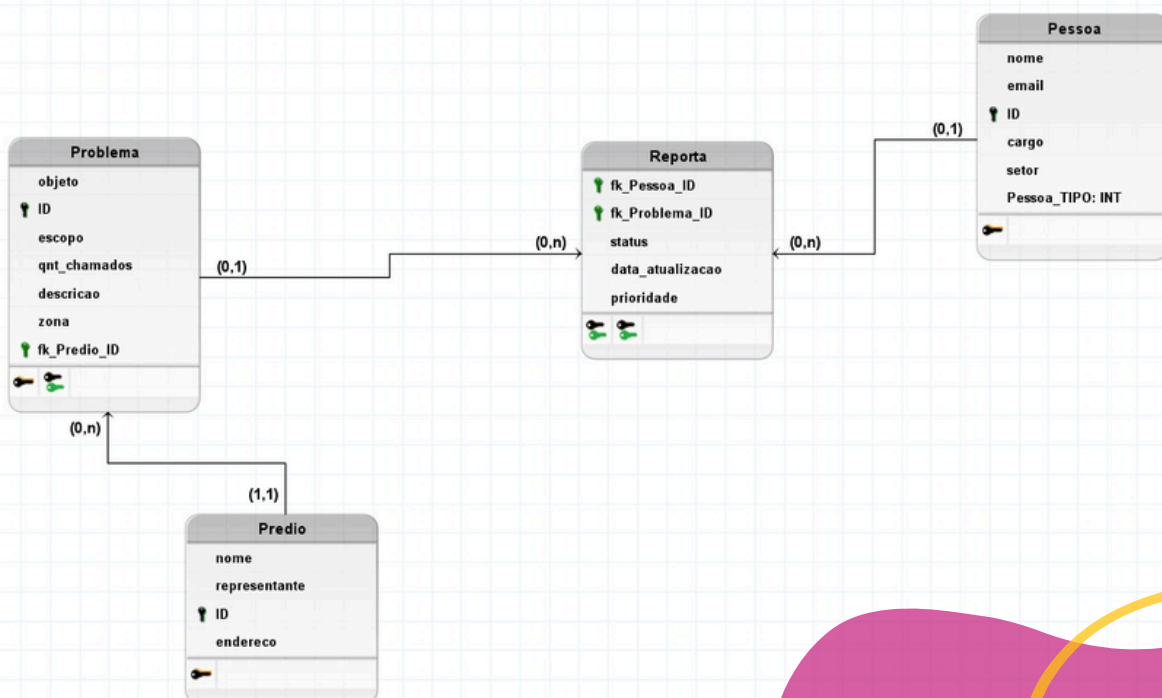 Pessoa
nome
email
ID
cargo
setor
Pessoa_TIPO: INT
(0,1)
Problema
objeto
ID
escopo
qnt_chamados
descricao
zona
fk_Predio_ID
(0,1)
(0,n)
Reporta
fk_Pessoa_ID
fk_Problema_ID
status
data_atualizacao
prioridade
(0,n)
(0,n)
(1,1)
Predio
nome
representante
ID
endereco